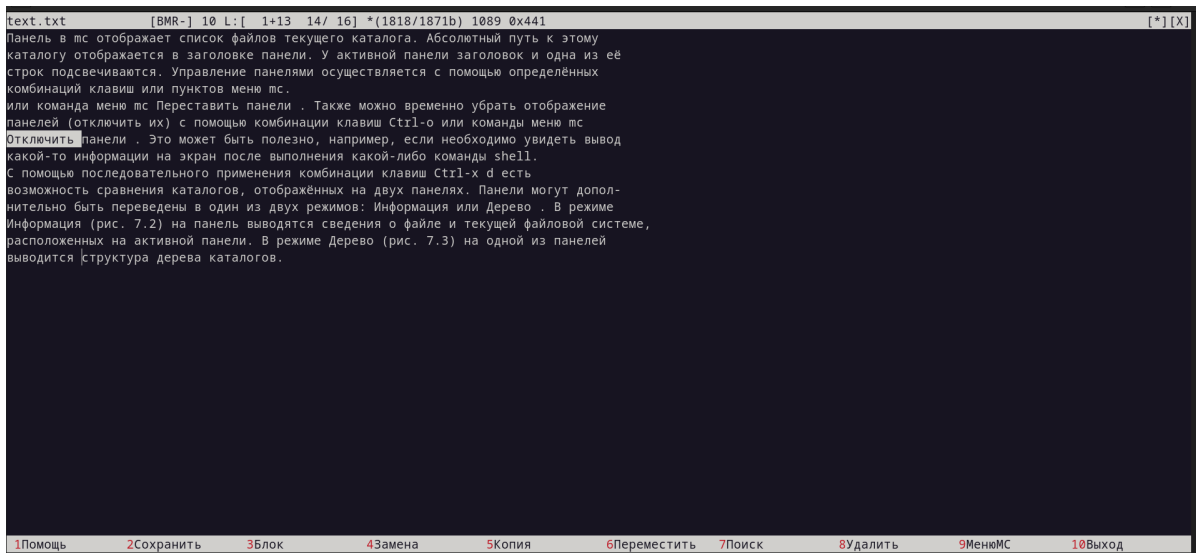 text.txt [BMR-] 10 L:[ 1+13 14/ 16] *(1818/1871b) 1089 0x441 [*][X]
Панель в mc отображает список файлов текущего каталога. Абсолютный путь к этому
каталогу отображается в заголовке панели. У активной панели заголовок и одна из её
строк подсвечиваются. Управление панелями осуществляется с помощью определённых
комбинаций клавиш или пунктов меню mc.
или команда меню mc Переставить панели . Также можно временно убрать отображение
панелей (отключить их) с помощью комбинации клавиш Ctrl-o или команды меню mc
Отключить панели . Это может быть полезно, например, если необходимо увидеть вывод
какой-то информации на экран после выполнения какой-либо команды shell.
С помощью последовательного применения комбинации клавиш Ctrl-x d есть
возможность сравнения каталогов, отображённых на двух панелях. Панели могут допол-
нительно быть переведены в один из двух режимов: Информация или Дерево . В режиме
Информация (рис. 7.2) на панель выводятся сведения о файле и текущей файловой системе,
расположенных на активной панели. В режиме Дерево (рис. 7.3) на одной из панелей
выводится структура дерева каталогов.
1Помощь 2Сохранить 3Блок 4Замена 5Копия 6Переместить 7Поиск 8Удалить 9МенюMC 10Выход